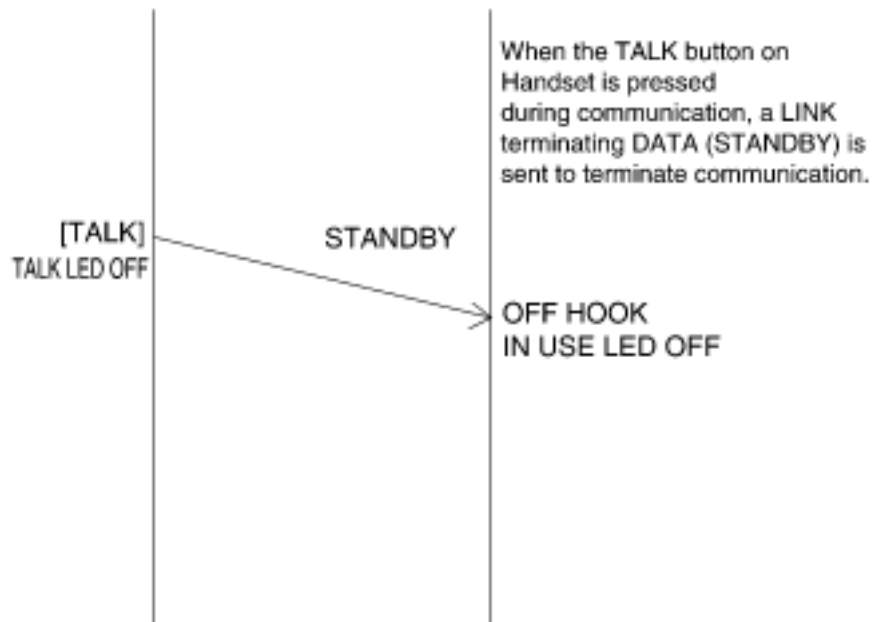 When the TALK button on
Handset is pressed
during communication, a LINK
terminating DATA (STANDBY) is
sent to terminate communication.
[TALK]
STANDBY
TALK LED OFF
OFF HOOK
IN USE LED OFF